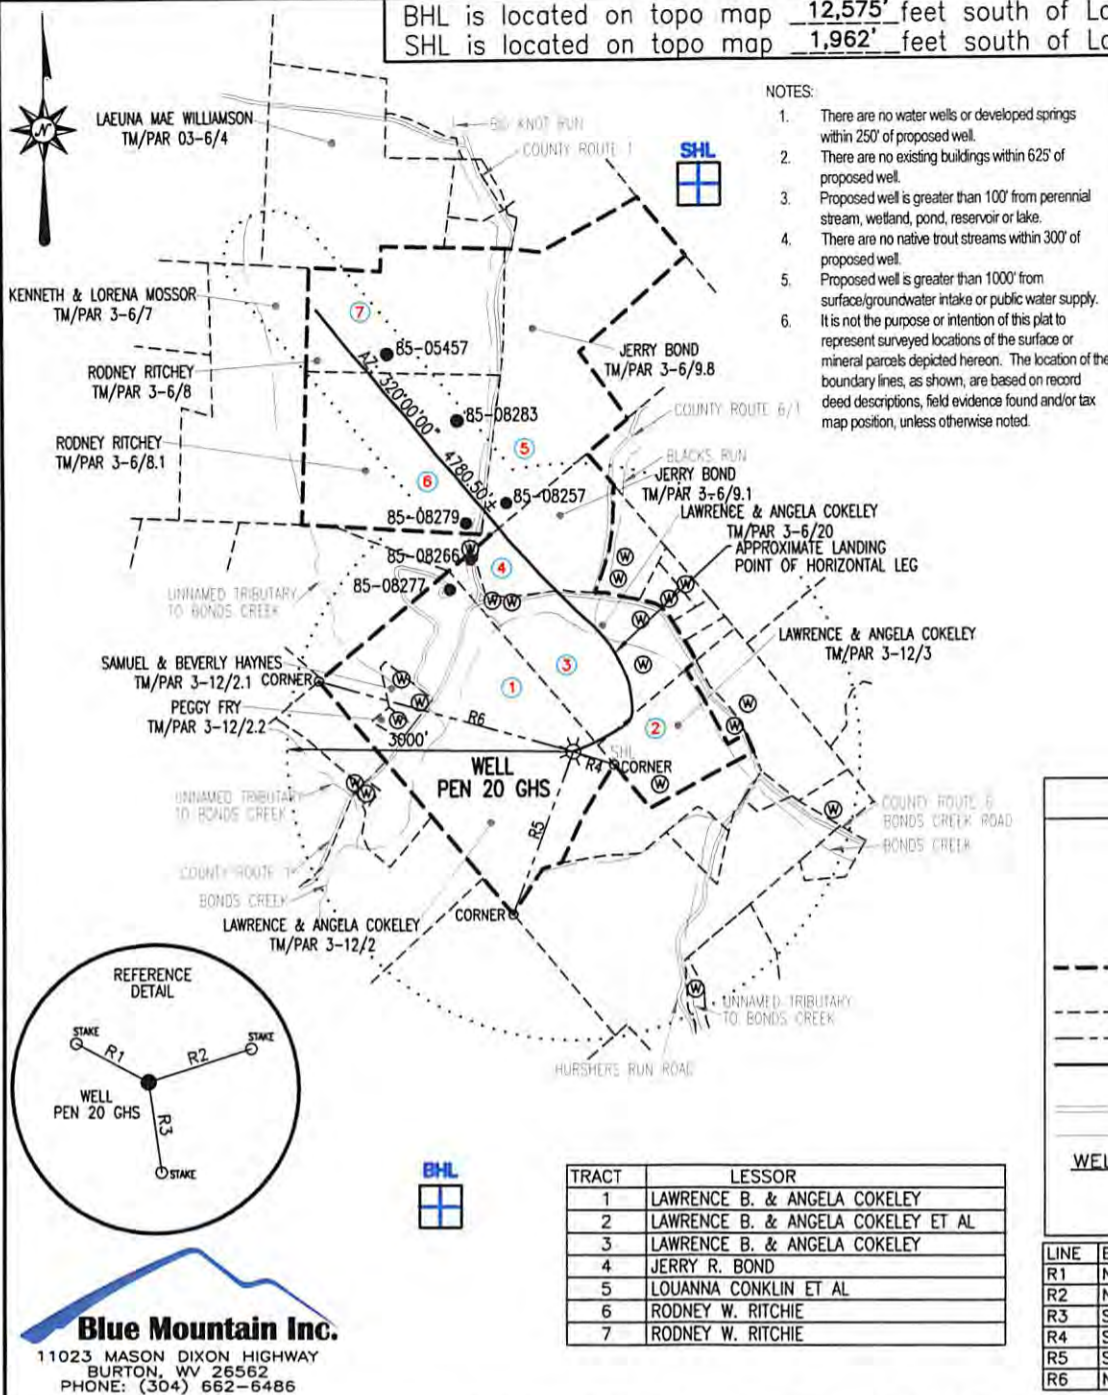 BHL is located on topo map 12,575' feet south of
SHL is located on topo map 1,962' feet south of
NOTES:
1. There are no water wells or developed springs
within 250' of proposed well.
2. There are no existing buildings within 625' of
proposed well.
3. Proposed well is greater than 100' from perennial
stream, wetland, pond, reservoir or lake.
4. There are no native trout streams within 300' of
proposed well.
5. Proposed well is greater than 1000' from
surface/groundwater intake or public water supply.
6. It is not the purpose or intention of this plat to
represent surveyed locations of the surface or
mineral parcels depicted hereon. The location of the
boundary lines, as shown, are based on record
deed descriptions, field evidence found and/or tax
map position, unless otherwise noted.
N
LAEUNA MAE WILLIAMSON
TM/PAR 03-6/4
BIG KNOT RUN
COUNTY ROUTE 1
SHL
KENNETH & LORENA MOSSOR
TM/PAR 3-6/7
7
85-05457
JERRY BOND
TM/PAR 3-6/9.8
RODNEY RITCHEY
TM/PAR 3-6/8
AZ. 320°00'00" 4780.50'±
85-08283
COUNTY ROUTE 6/1
RODNEY RITCHEY
TM/PAR 3-6/8.1
5
BLACKS RUN
JERRY BOND
TM/PAR 3-6/9.1
6
85-08257
LAWRENCE & ANGELA COKELEY
TM/PAR 3-6/20
85-08279
APPROXIMATE LANDING
POINT OF HORIZONTAL LEG
85-08266
W
W
4
W
85-08277
W
UNNAMED TRIBUTARY
TO BONDS CREEK
W W
W
W
LAWRENCE & ANGELA COKELEY
TM/PAR 3-12/3
SAMUEL & BEVERLY HAYNES
TM/PAR 3-12/2.1
CORNER
W
3
W
1
PEGGY FRY
TM/PAR 3-12/2.2
W
W
R6
2
W
W
3000'
SHL
WELL
PEN 20 GHS
R4
CORNER
W
UNNAMED TRIBUTARY
TO BONDS CREEK
W W
R5
W
COUNTY ROUTE 6
BONDS CREEK ROAD
BONDS CREEK
COUNTY ROUTE 1
BONDS CREEK
CORNER
LAWRENCE & ANGELA COKELEY
TM/PAR 3-12/2
W
UNNAMED TRIBUTARY
TO BONDS CREEK
HURSHERS RUN ROAD
REFERENCE
DETAIL
STAKE
STAKE
R1
R2
WELL
PEN 20 GHS
R3
STAKE
BHL
TRACT LESSOR
1 LAWRENCE B. & ANGELA COKELEY
2 LAWRENCE B. & ANGELA COKELEY ET AL
3 LAWRENCE B. & ANGELA COKELEY
4 JERRY R. BOND
5 LOUANNA CONKLIN ET AL
6 RODNEY W. RITCHIE
7 RODNEY W. RITCHIE
LINE
R1
R2
R3 S
R4 S
R5 S
R6
Blue Mountain Inc.
11023 MASON DIXON HIGHWAY
BURTON, WV 26562
PHONE: (304) 662-6486